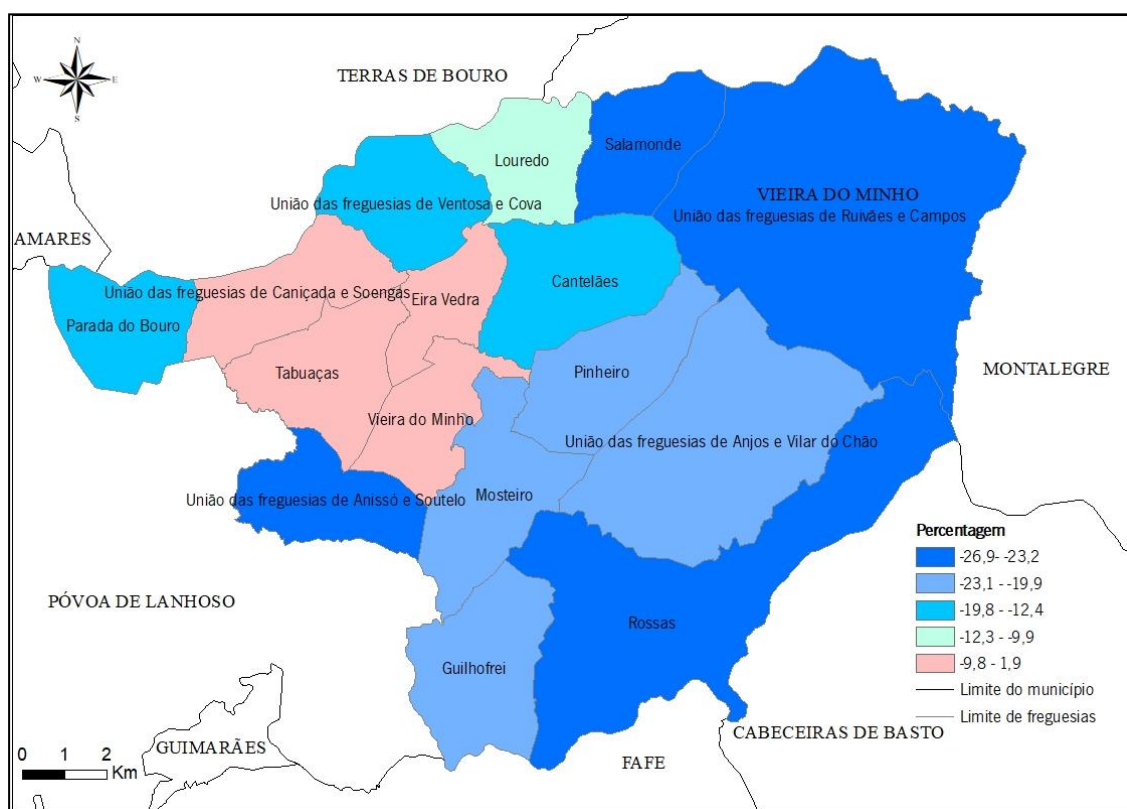 N
W E
S
TERRAS DE BOURO
Louredo
Salamonde
União das freguesias de Ventosa e Cova
VIEIRA DO MINHO
União das freguesias de Ruivães e Campos
AMARES
Cantelães
União das freguesias de Caniçada e Soengas
Eira Vedra
Parada do Bouro
Tabuaças
Pinheiro
MONTALEGRE
Vieira do Minho
União das freguesias de Anjos e Vilar do Chão
União das freguesias de Anissó e Soutelo
Mosteiro
PÓVOA DE LANHOSO
Rossas
Guilhofrei
GUIMARÃES
FAFE
CABECEIRAS DE BASTO
Percentagem
-26,9- -23,2
-23,1 - -19,9
-19,8 - -12,4
-12,3 - -9,9
-9,8 - 1,9
Limite do município
Limite de freguesias
0 1 2
Km